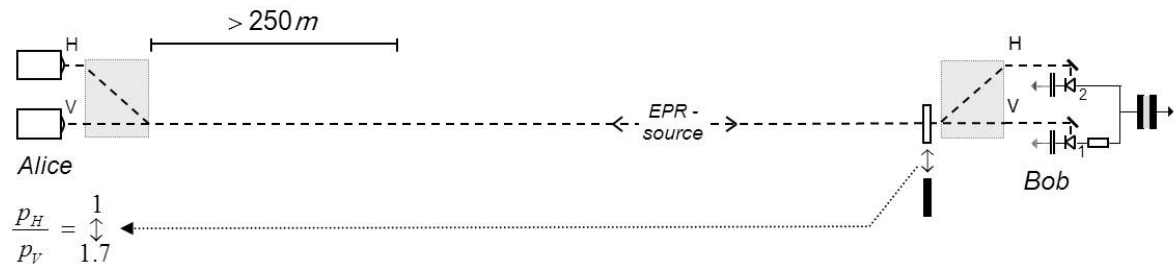 > 250 m
H
V
Alice
EPR -
source
H
V
2
1
Bob
p_H / p_V = 1 ↕ 1.7